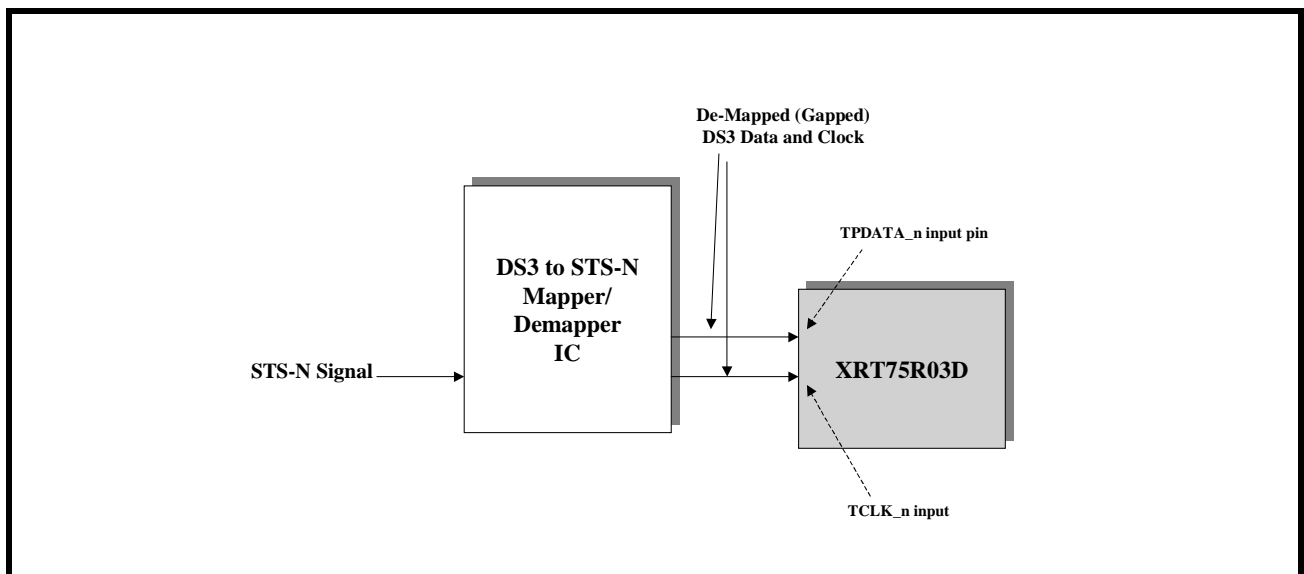 De-Mapped (Gapped)
DS3 Data and Clock
TPDATA_n input pin
DS3 to STS-N
Mapper/
Demapper
IC
STS-N Signal
XRT75R03D
TCLK_n input